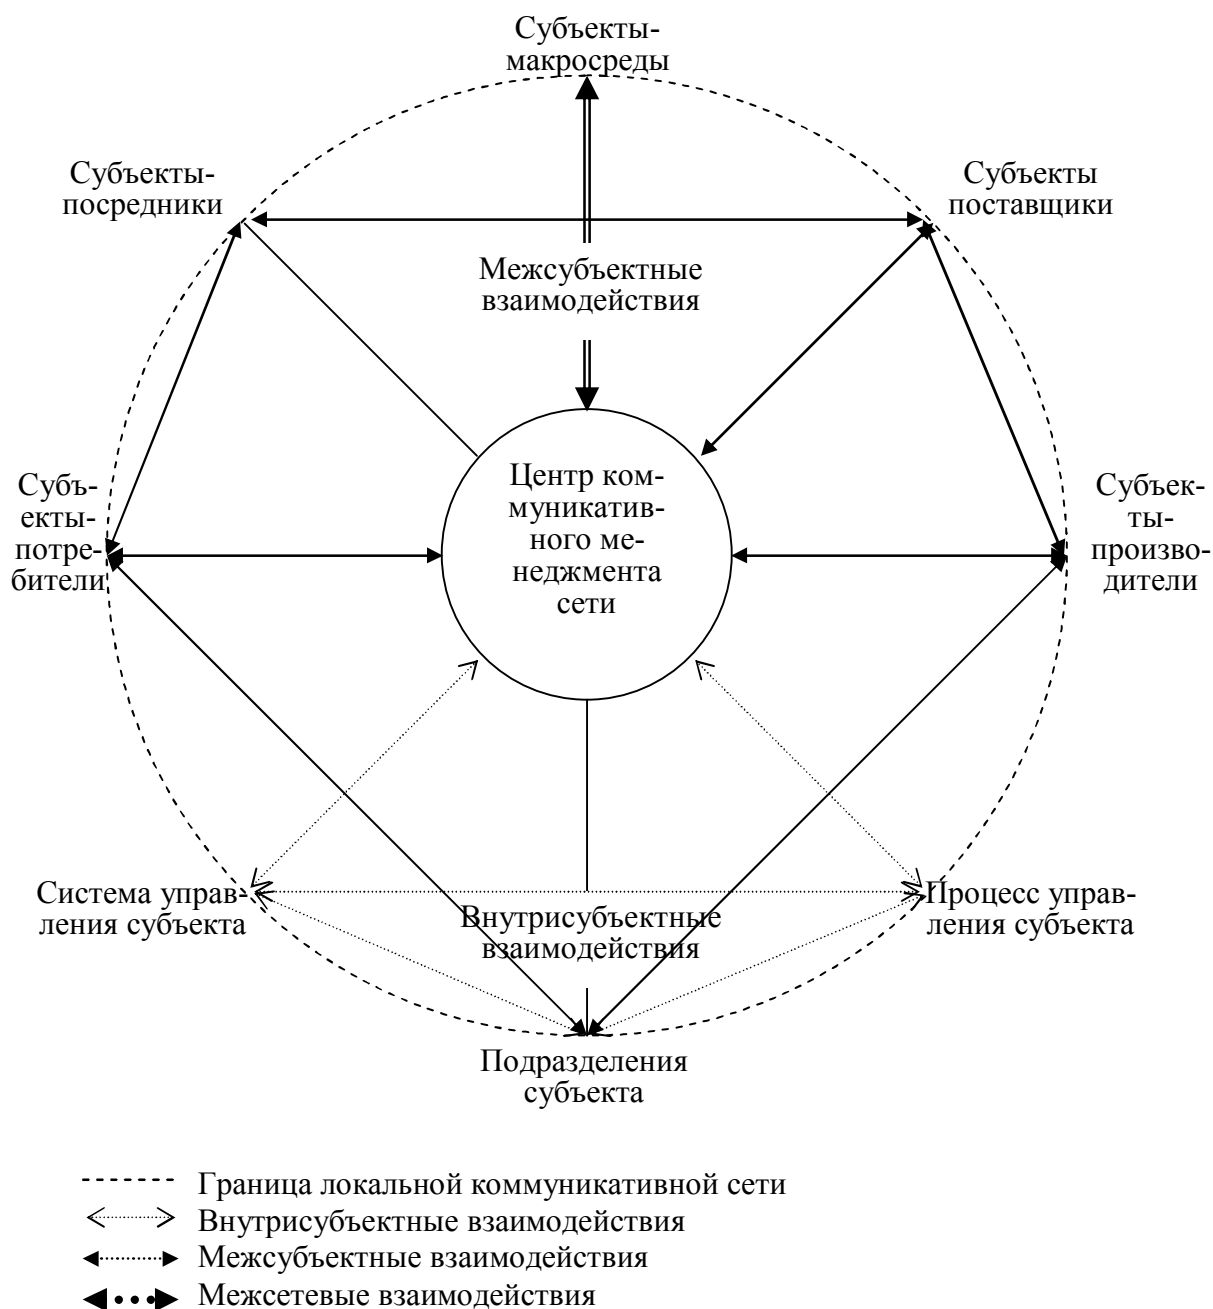 Субъекты-
макросреды
Субъекты-
посредники
Субъекты
поставщики
Межсубъектные
взаимодействия
Субъ-
екты-
потре-
бители
Центр ком-
муникатив-
ного ме-
неджмента
сети
Субъек-
ты-
произво-
дители
Система управ-
ления субъекта
Внутрисубъектные
взаимодействия
Процесс управ-
ления субъекта
Подразделения
субъекта
Граница локальной коммуникативной сети
Внутрисубъектные взаимодействия
Межсубъектные взаимодействия
Межсетевые взаимодействия